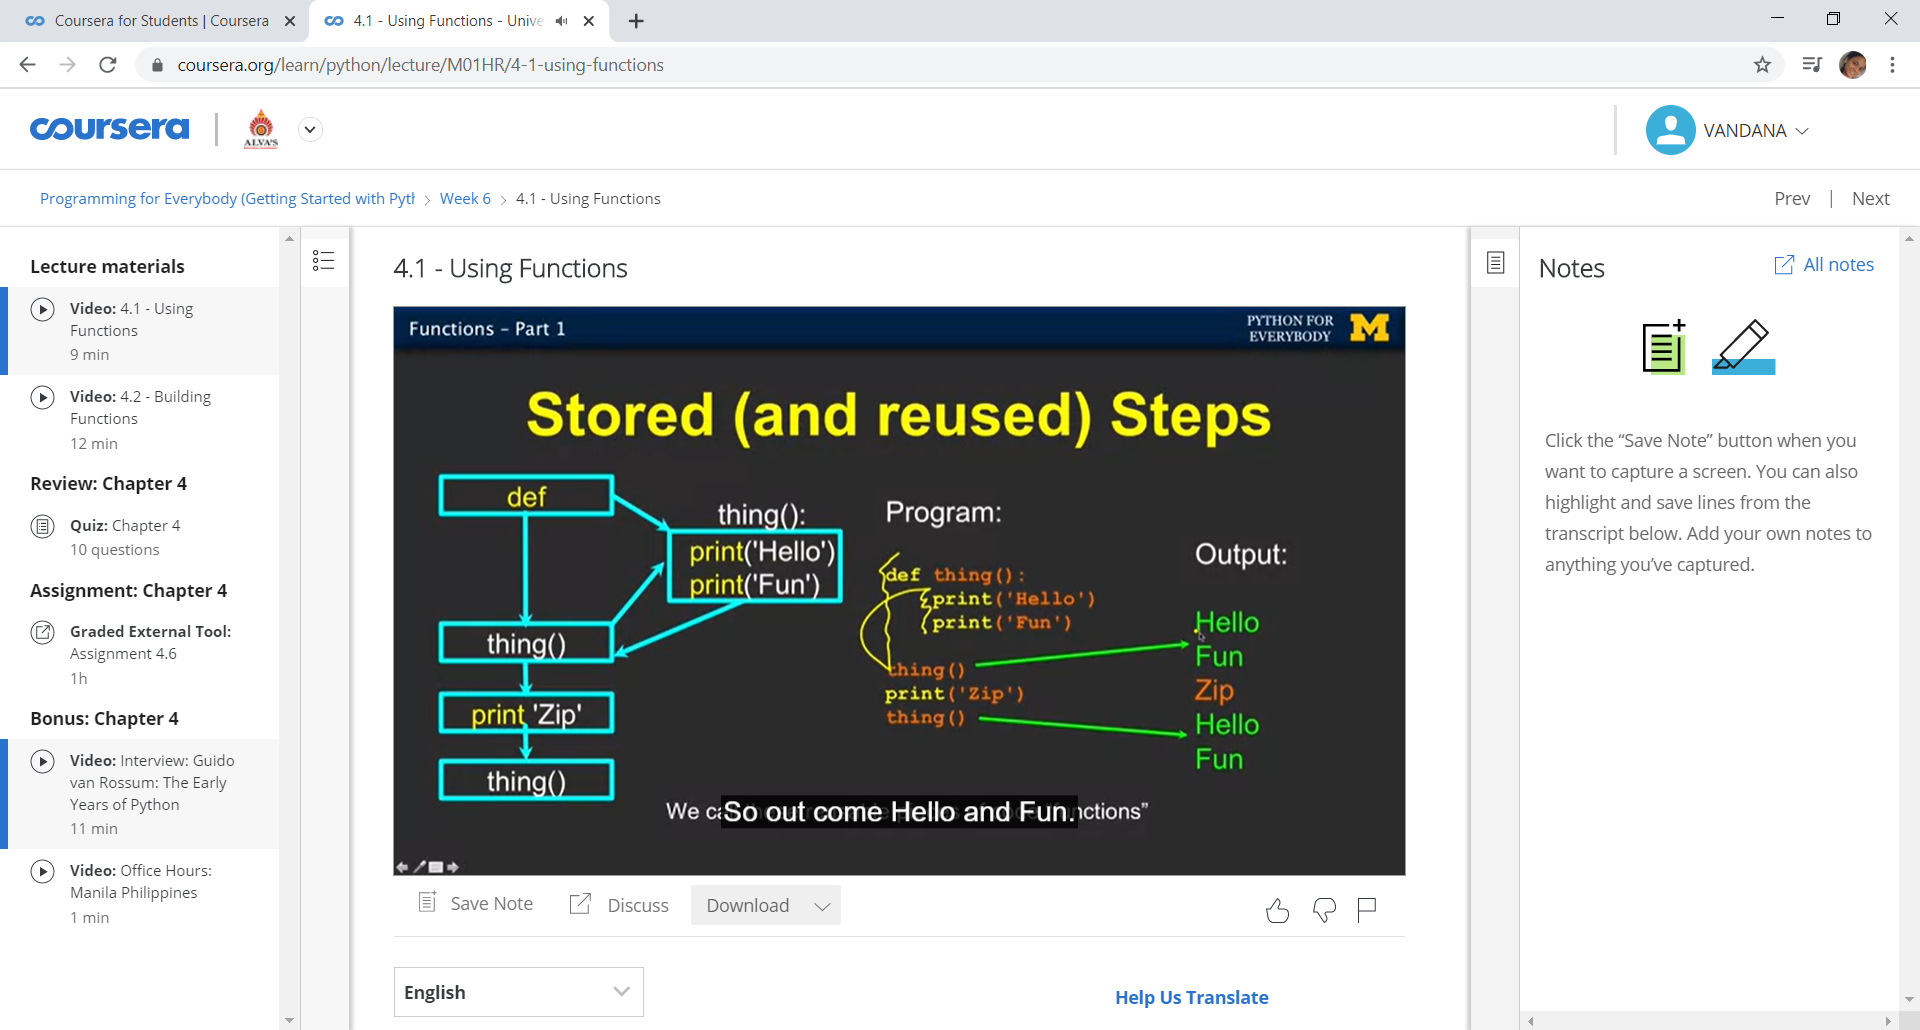 Coursera for Students | Coursera
4.1 - Using Functions - Unive
coursera.org/learn/python/lecture/M01HR/4-1-using-functions
coursera
ALVA'S
VANDANA
Programming for Everybody (Getting Started with Pyth
Week 6
4.1 - Using Functions
Prev | Next
Lecture materials
Video: 4.1 - Using
Functions
9 min
Video: 4.2 - Building
Functions
12 min
Review: Chapter 4
Quiz: Chapter 4
10 questions
Assignment: Chapter 4
Graded External Tool:
Assignment 4.6
1h
Bonus: Chapter 4
Video: Interview: Guido
van Rossum: The Early
Years of Python
11 min
Video: Office Hours:
Manila Philippines
1 min
4.1 - Using Functions
Functions - Part 1
PYTHON FOR
EVERYBODY
M
Stored (and reused) Steps
def
thing():
print('Hello')
print('Fun')
thing()
print 'Zip'
thing()
Program:
def thing():
print('Hello')
print('Fun')
thing()
print('Zip')
thing()
Output:
Hello
Fun
Zip
Hello
Fun
We ca
So out come Hello and Fun.
nctions”
Save Note
Discuss
Download
English
Help Us Translate
Notes
All notes
Click the “Save Note” button when you
want to capture a screen. You can also
highlight and save lines from the
transcript below. Add your own notes to
anything you’ve captured.